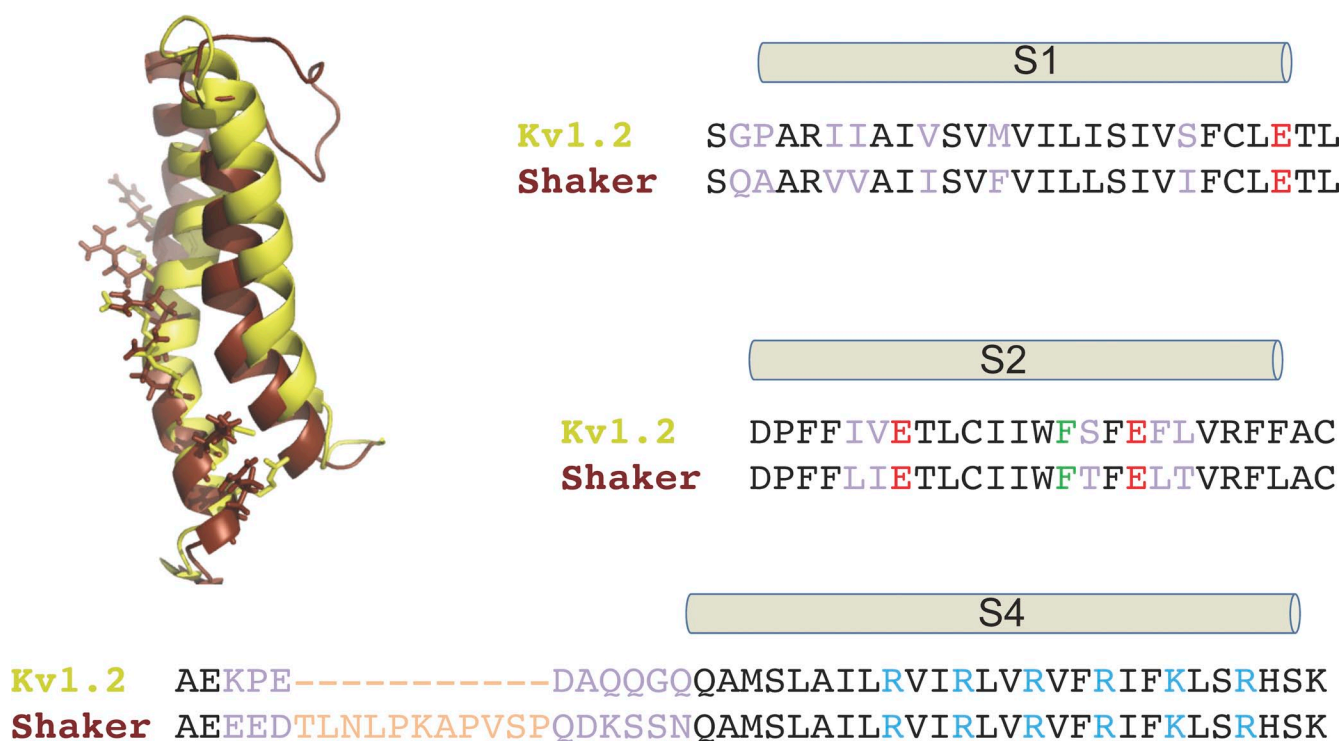 S1
Kv1.2 SGPARIIAIVSVMVILISIVSFCLETL
Shaker SQAARVVAIISVFVILLSIVIFCLETL
S2
Kv1.2 DPFFIVETLCIIWFSFEFLVRFFAC
Shaker DPFFLIETLCIIWFTFELTVRFLAC
S4
Kv1.2 AEKPE-----------DAQQGQQAMSLAILRVIRLVRVFRIFKLSRHSK
Shaker AEEEDTLNLPKAPVSPQDKSSNQAMSLAILRVIRLVRVFRIFKLSRHSK